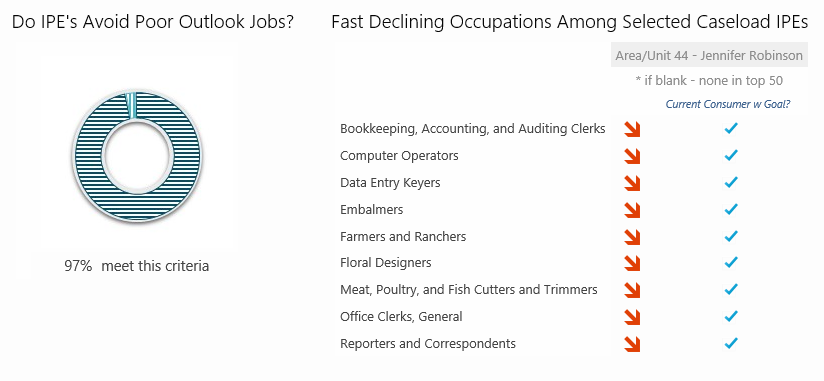 Do IPE's Avoid Poor Outlook Jobs?
97% meet this criteria
Fast Declining Occupations Among Selected Caseload IPEs
Area/Unit 44 - Jennifer Robinson
* if blank - none in top 50
Current Consumer w Goal?
Bookkeeping, Accounting, and Auditing Clerks
Computer Operators
Data Entry Keyers
Embalmers
Farmers and Ranchers
Floral Designers
Meat, Poultry, and Fish Cutters and Trimmers
Office Clerks, General
Reporters and Correspondents